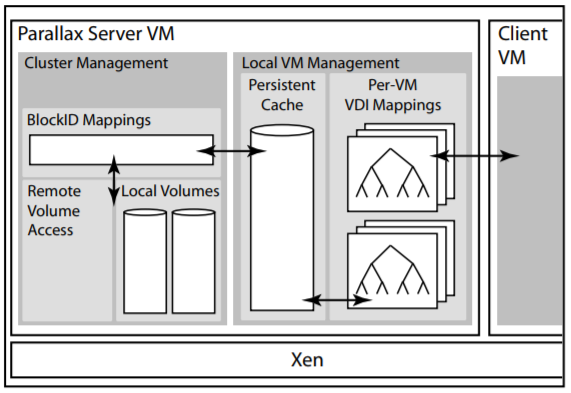 Parallax Server VM
Cluster Management
BlockID Mappings
Remote
Volume
Access
Local Volumes
Local VM Management
Persistent
Cache
Per-VM
VDI Mappings
Client
VM
Xen